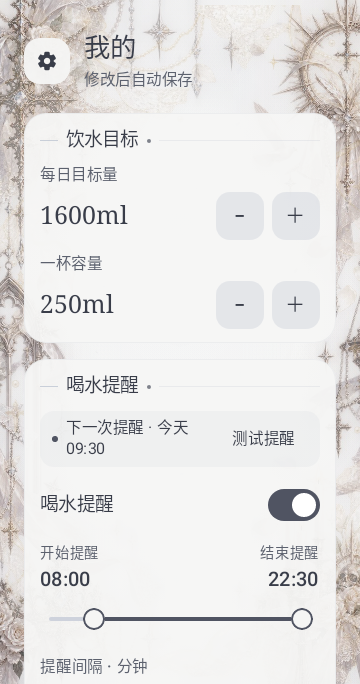 我的
修改后自动保存
饮水目标
每日目标量
1600ml
-
+
一杯容量
250ml
-
+
喝水提醒
下一次提醒 · 今天
09:30
测试提醒
喝水提醒
开始提醒
结束提醒
08:00
22:30
提醒间隔 · 分钟